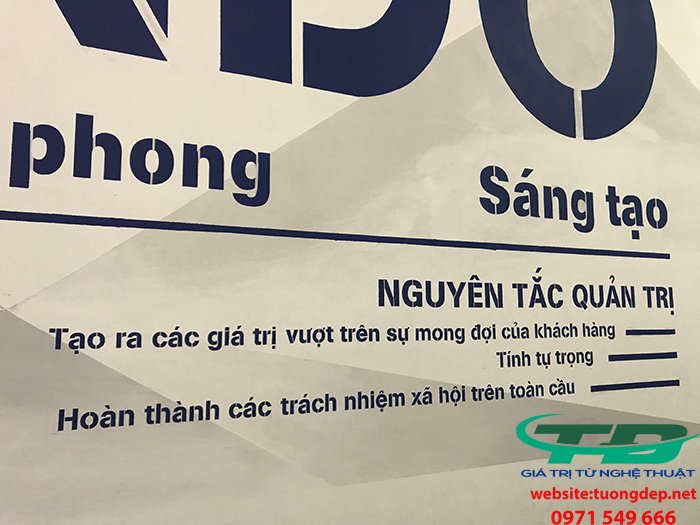 phong Sáng tạo
NGUYÊN TẮC QUẢN TRỊ
Tạo ra các giá trị vượt trên sự mong đợi của khách hàng
Tính tự trọng
Hoàn thành các trách nhiệm xã hội trên toàn cầu
TD
GIÁ TRỊ TỪ NGHỆ THUẬT
website:tuongdep.net
0971 549 666